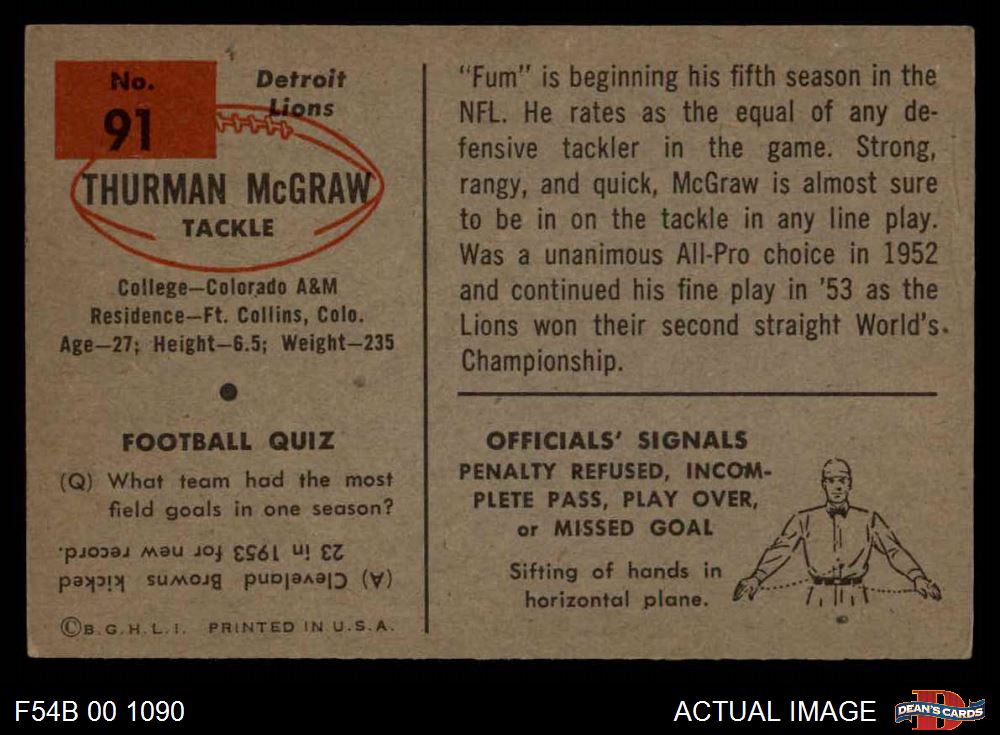 No.
91
Detroit
Lions
THURMAN McGRAW
TACKLE
College—Colorado A&M
Residence—Ft. Collins, Colo.
Age—27; Height—6.5; Weight—235
FOOTBALL QUIZ
(Q) What team had the most
field goals in one season?
(A) Cleveland Browns kicked
23 in 1953 for new record.
©B. G. H. L. I. PRINTED IN U. S. A.
"Fum" is beginning his fifth season in the
NFL. He rates as the equal of any de-
fensive tackler in the game. Strong,
rangy, and quick, McGraw is almost sure
to be in on the tackle in any line play.
Was a unanimous All-Pro choice in 1952
and continued his fine play in '53 as the
Lions won their second straight World's
Championship.
OFFICIALS' SIGNALS
PENALTY REFUSED, INCOM-
PLETE PASS, PLAY OVER,
or MISSED GOAL
Sifting of hands in
horizontal plane.
F54B 00 1090
ACTUAL IMAGE
DEAN'S CARDS